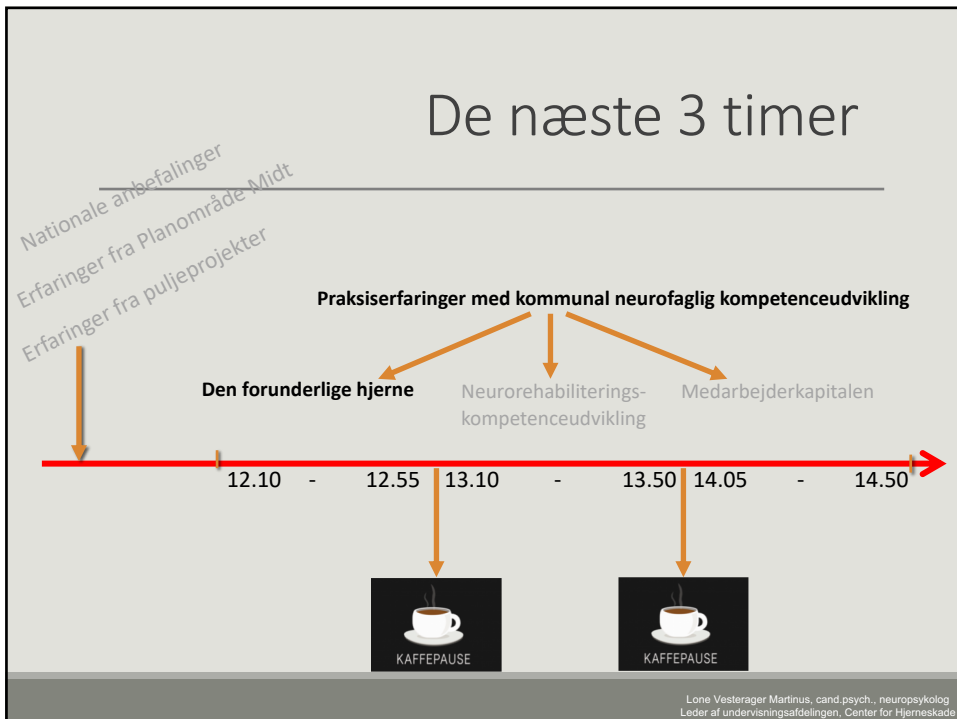 De næste 3 timer
Nationale anbefalinger
Erfaringer fra Planområde Midt
Erfaringer fra puljeprojekter
Praksiserfaringer med kommunal neurofaglig kompetenceudvikling
Den forunderlige hjerne
Neurorehabiliterings-
kompetenceudvikling
Medarbejderkapitalen
12.10 - 12.55 13.10 - 13.50 14.05 - 14.50
KAFFEPAUSE
KAFFEPAUSE
Lone Vesterager Martinus, cand.psych., neuropsykolog
Leder af undervisningsafdelingen, Center for Hjerneskade